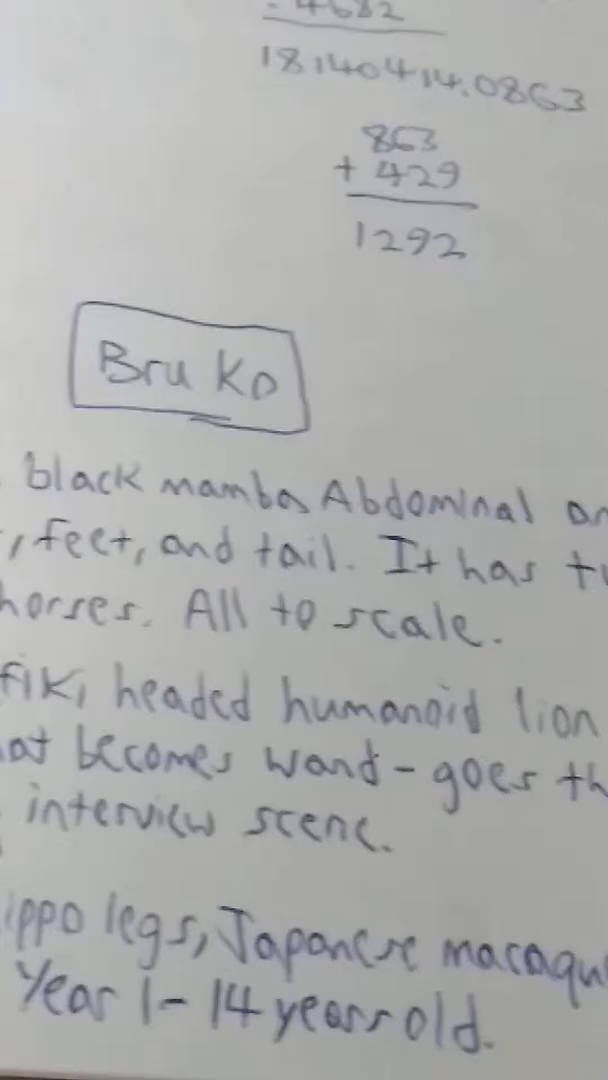 .4682
18140414.0863
863
+ 429
1292
Bru Ko
black mamba Abdominal
, feet, and tail. It has
horses. All to scale.
headed humanoid lion
becomes wand - goes
interview scene.
legs, Japanese
Year 1 - 14 years old.